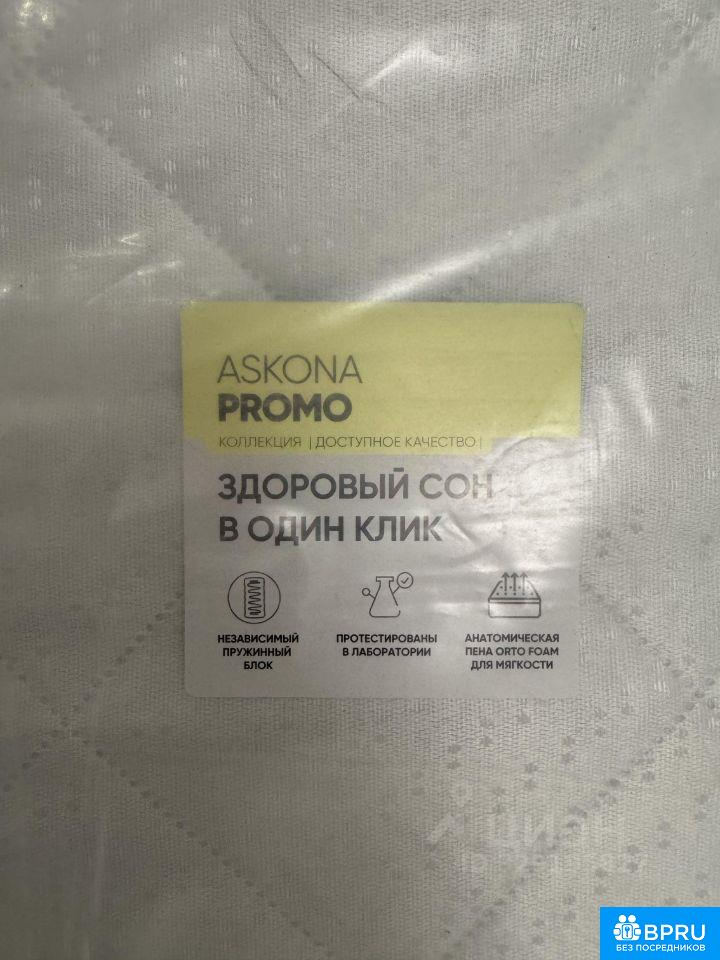 ASKONA
PROMO
КОЛЛЕКЦИЯ | ДОСТУПНОЕ КАЧЕСТВО |
ЗДОРОВЫЙ СОН
В ОДИН КЛИК
НЕЗАВИСИМЫЙ
ПРУЖИННЫЙ
БЛОК
ПРОТЕСТИРОВАНЫ
В ЛАБОРАТОРИИ
АНАТОМИЧЕСКАЯ
ПЕНА ORTO FOAM
ДЛЯ МЯГКОСТИ
BPRU
БЕЗ ПОСРЕДНИКОВ